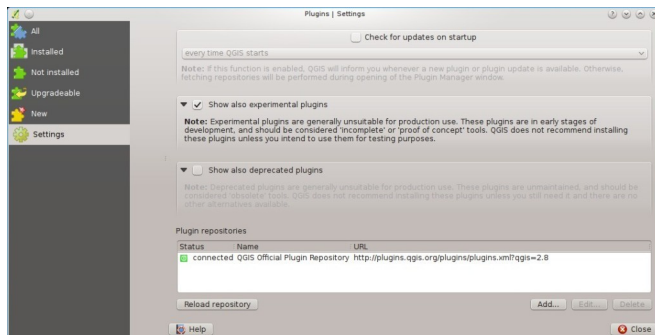 Plugins | Settings
All
Installed
Not installed
Upgradeable
New
Settings
Check for updates on startup
every time QGIS starts
Note: If this function is enabled, QGIS will inform you whenever a new plugin or plugin update is available. Otherwise,
fetching repositories will be performed during opening of the Plugin Manager window.
Show also experimental plugins
Note: Experimental plugins are generally unsuitable for production use. These plugins are in early stages of
development, and should be considered 'incomplete' or 'proof of concept' tools. QGIS does not recommend installing
these plugins unless you intend to use them for testing purposes.
Show also deprecated plugins
Note: Deprecated plugins are generally unsuitable for production use. These plugins are unmaintained, and should be
considered 'obsolete' tools. QGIS does not recommend installing these plugins unless you still need it and there are no
other alternatives available.
Plugin repositories
Status Name URL
connected QGIS Official Plugin Repository http://plugins.qgis.org/plugins/plugins.xml?qgis=2.8
Reload repository Add... Edit... Delete
Help Close